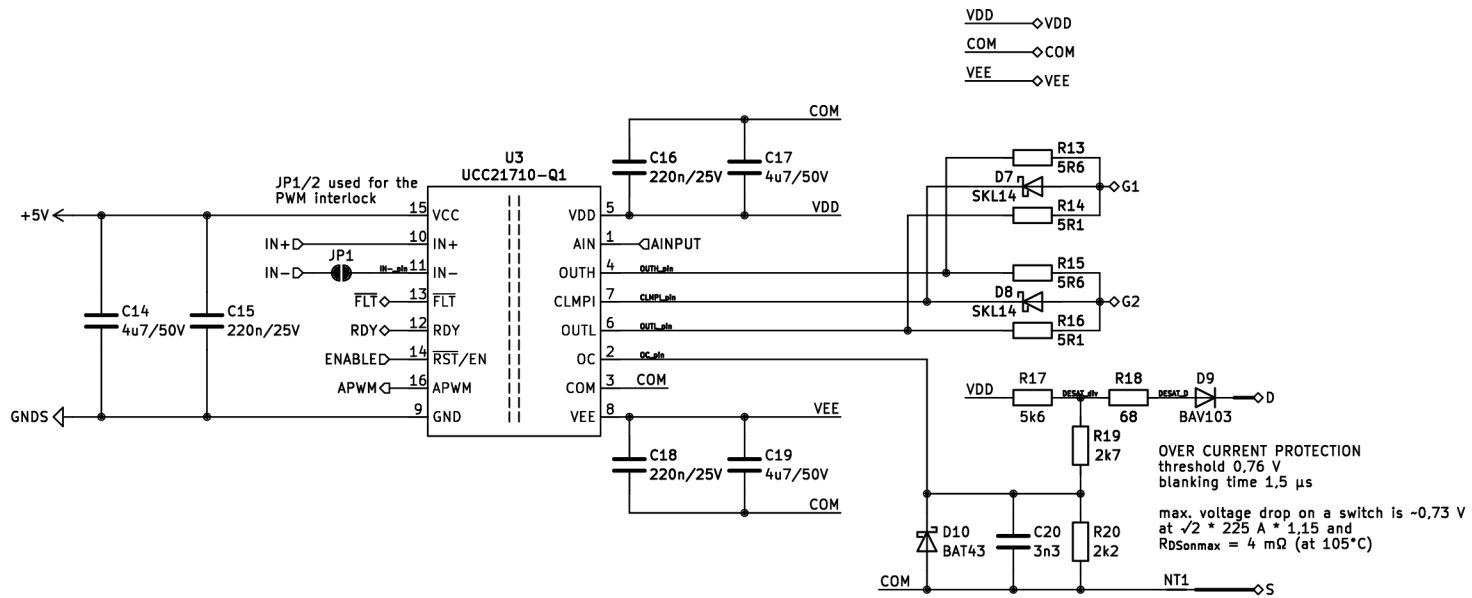 VDD VDD
COM COM
VEE VEE
COM
U3
UCC21710-Q1
C16
220n/25V
C17
4u7/50V
VDD
JP1/2 used for the
PWM interlock
+5V
15 VCC
VDD 5
IN+ 10 IN+
AIN 1 AINPUT
IN- JP1 IN-_pin 11 IN-
OUTH 4 OUTH_pin
FLT 13 FLT
CLMPI 7 CLMPI_pin
RDY 12 RDY
OUTL 6 OUTL_pin
ENABLE 14 RST/EN
OC 2 OC_pin
APWM 16 APWM
COM 3 COM
GNDS 9 GND
VEE 8 VEE
C14
4u7/50V
C15
220n/25V
C18
220n/25V
C19
4u7/50V
COM
R13
5R6
D7
SKL14
G1
R14
5R1
R15
5R6
D8
SKL14
G2
R16
5R1
VDD
R17
5k6
DESAT_div
R18
68
DESAT_D
D9
BAV103
D
R19
2k7
OVER CURRENT PROTECTION
threshold 0,76 V
blanking time 1,5 μs
max. voltage drop on a switch is ~0,73 V
at √2 * 225 A * 1,15 and
RDSonmax = 4 mΩ (at 105°C)
D10
BAT43
C20
3n3
R20
2k2
COM
NT1
S